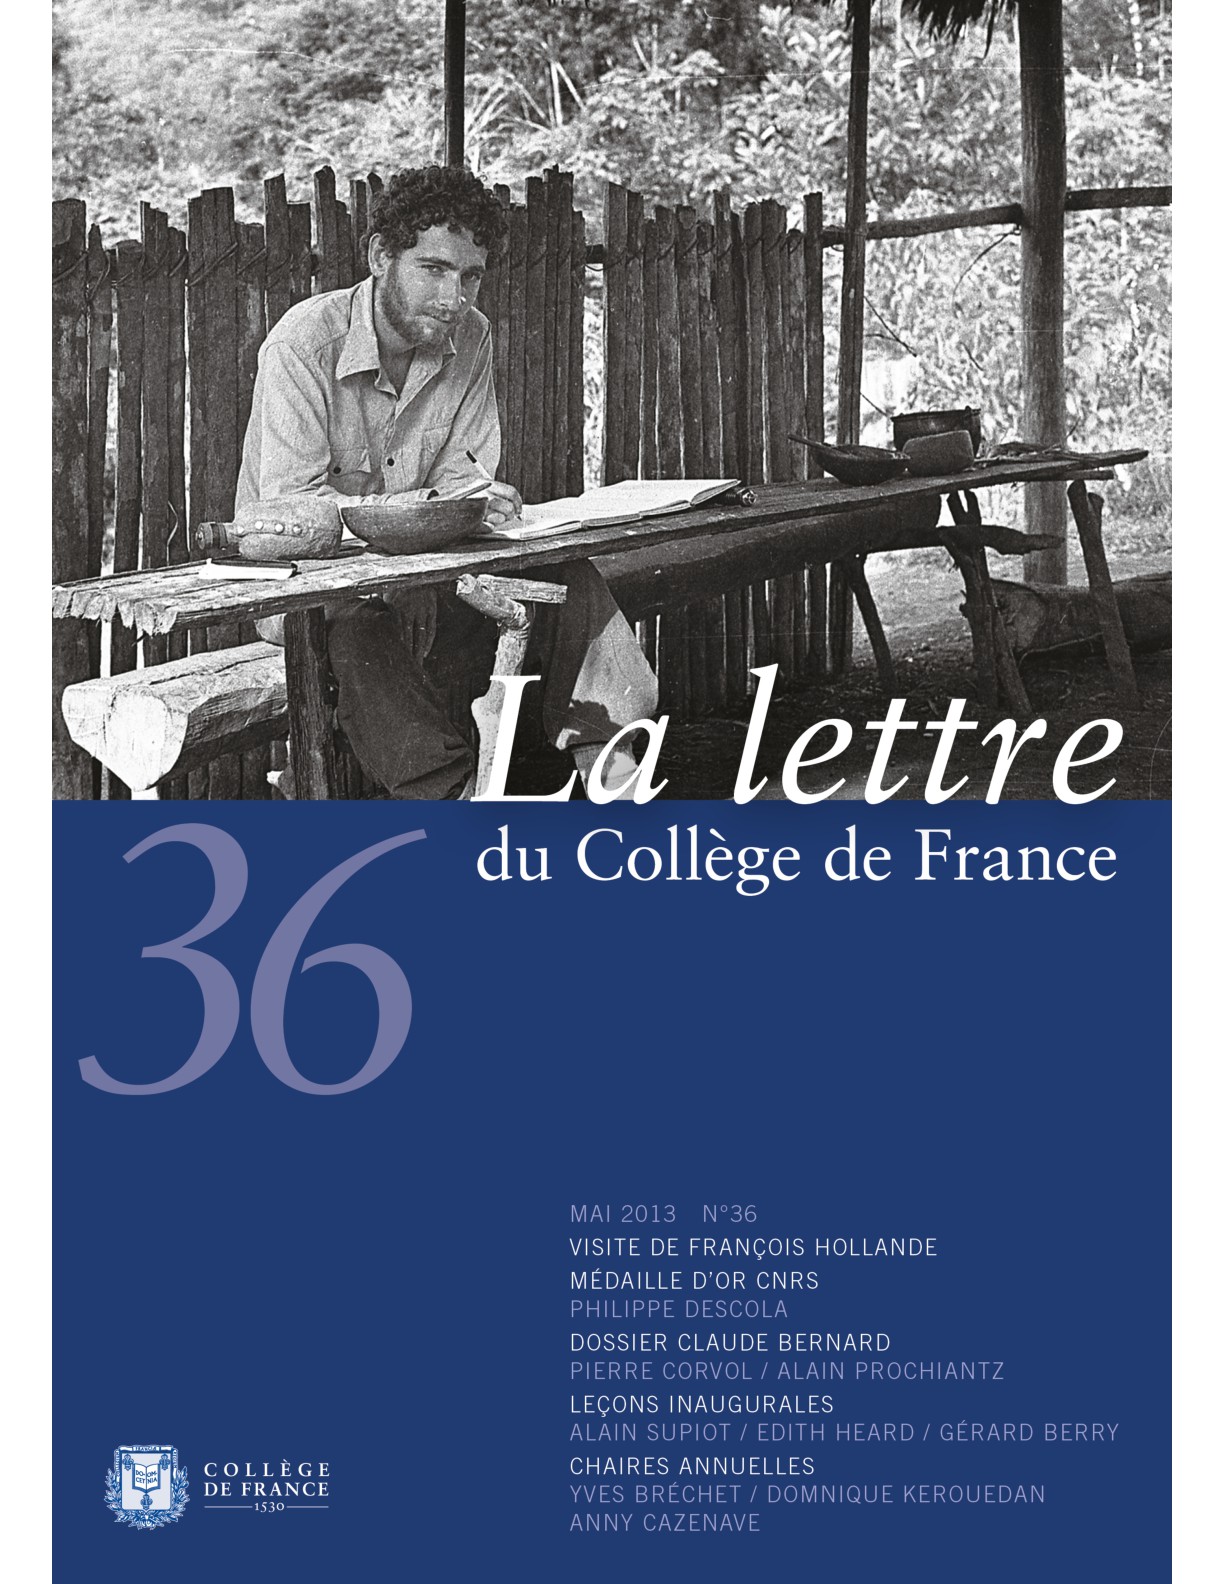 La lettre
du Collège de France
36
MAI 2013 N°36
VISITE DE FRANÇOIS HOLLANDE
MÉDAILLE D'OR CNRS
PHILIPPE DESCOLA
DOSSIER CLAUDE BERNARD
PIERRE CORVOL / ALAIN PROCHIANTZ
LEÇONS INAUGURALES
ALAIN SUPIOT / EDITH HEARD / GÉRARD BERRY
CHAIRES ANNUELLES
YVES BRÉCHET / DOMNIQUE KEROUEDAN
ANNY CAZENAVE
COLLÈGE
DE FRANCE
1530